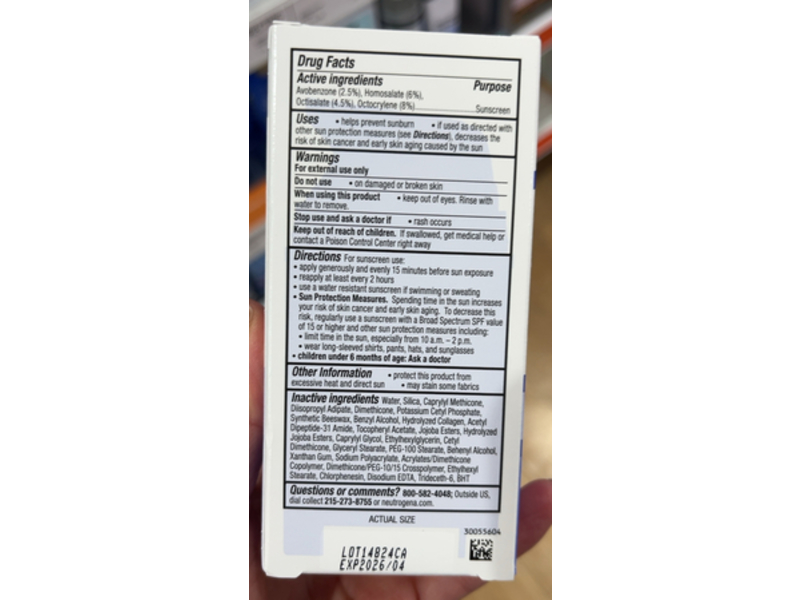 Drug Facts
Active ingredients Purpose
Avobenzone (2.5%), Homosalate (6%),
Octisalate (4.5%), Octocrylene (8%) Sunscreen
Uses • helps prevent sunburn • if used as directed with
other sun protection measures (see Directions), decreases the
risk of skin cancer and early skin aging caused by the sun
Warnings
For external use only
Do not use • on damaged or broken skin
When using this product • keep out of eyes. Rinse with
water to remove.
Stop use and ask a doctor if • rash occurs
Keep out of reach of children. If swallowed, get medical help or
contact a Poison Control Center right away
Directions For sunscreen use:
• apply generously and evenly 15 minutes before sun exposure
• reapply at least every 2 hours
• use a water resistant sunscreen if swimming or sweating
• Sun Protection Measures. Spending time in the sun increases
your risk of skin cancer and early skin aging. To decrease this
risk, regularly use a sunscreen with a Broad Spectrum SPF value
of 15 or higher and other sun protection measures including:
• limit time in the sun, especially from 10 a.m. – 2 p.m.
• wear long-sleeved shirts, pants, hats, and sunglasses
• children under 6 months of age: Ask a doctor
Other Information • protect this product from
excessive heat and direct sun • may stain some fabrics
Inactive ingredients Water, Silica, Caprylyl Methicone,
Diisopropyl Adipate, Dimethicone, Potassium Cetyl Phosphate,
Synthetic Beeswax, Benzyl Alcohol, Hydrolyzed Collagen, Acetyl
Dipeptide-31 Amide, Tocopheryl Acetate, Jojoba Esters, Hydrolyzed
Jojoba Esters, Caprylyl Glycol, Ethylhexylglycerin, Cetyl
Dimethicone, Glyceryl Stearate, PEG-100 Stearate, Behenyl Alcohol,
Xanthan Gum, Sodium Polyacrylate, Acrylates/Dimethicone
Copolymer, Dimethicone/PEG-10/15 Crosspolymer, Ethylhexyl
Stearate, Chlorphenesin, Disodium EDTA, Trideceth-6, BHT
Questions or comments? 800-582-4048; Outside US,
dial collect 215-273-8755 or neutrogena.com.
ACTUAL SIZE
30055604
LOT14824CA
EXP2026/04